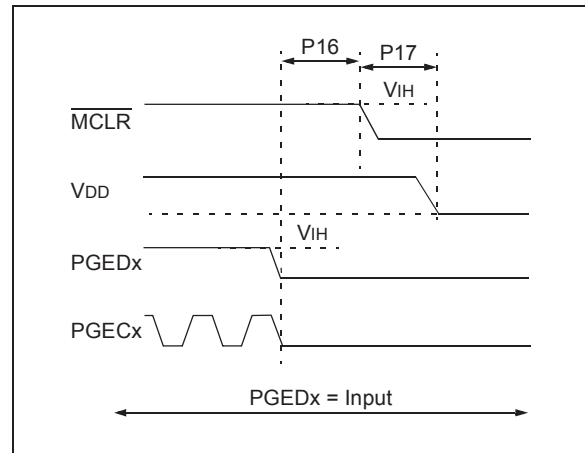 P16 P17
VIH
MCLR
VDD
VIH
PGEDx
PGECx
PGEDx = Input